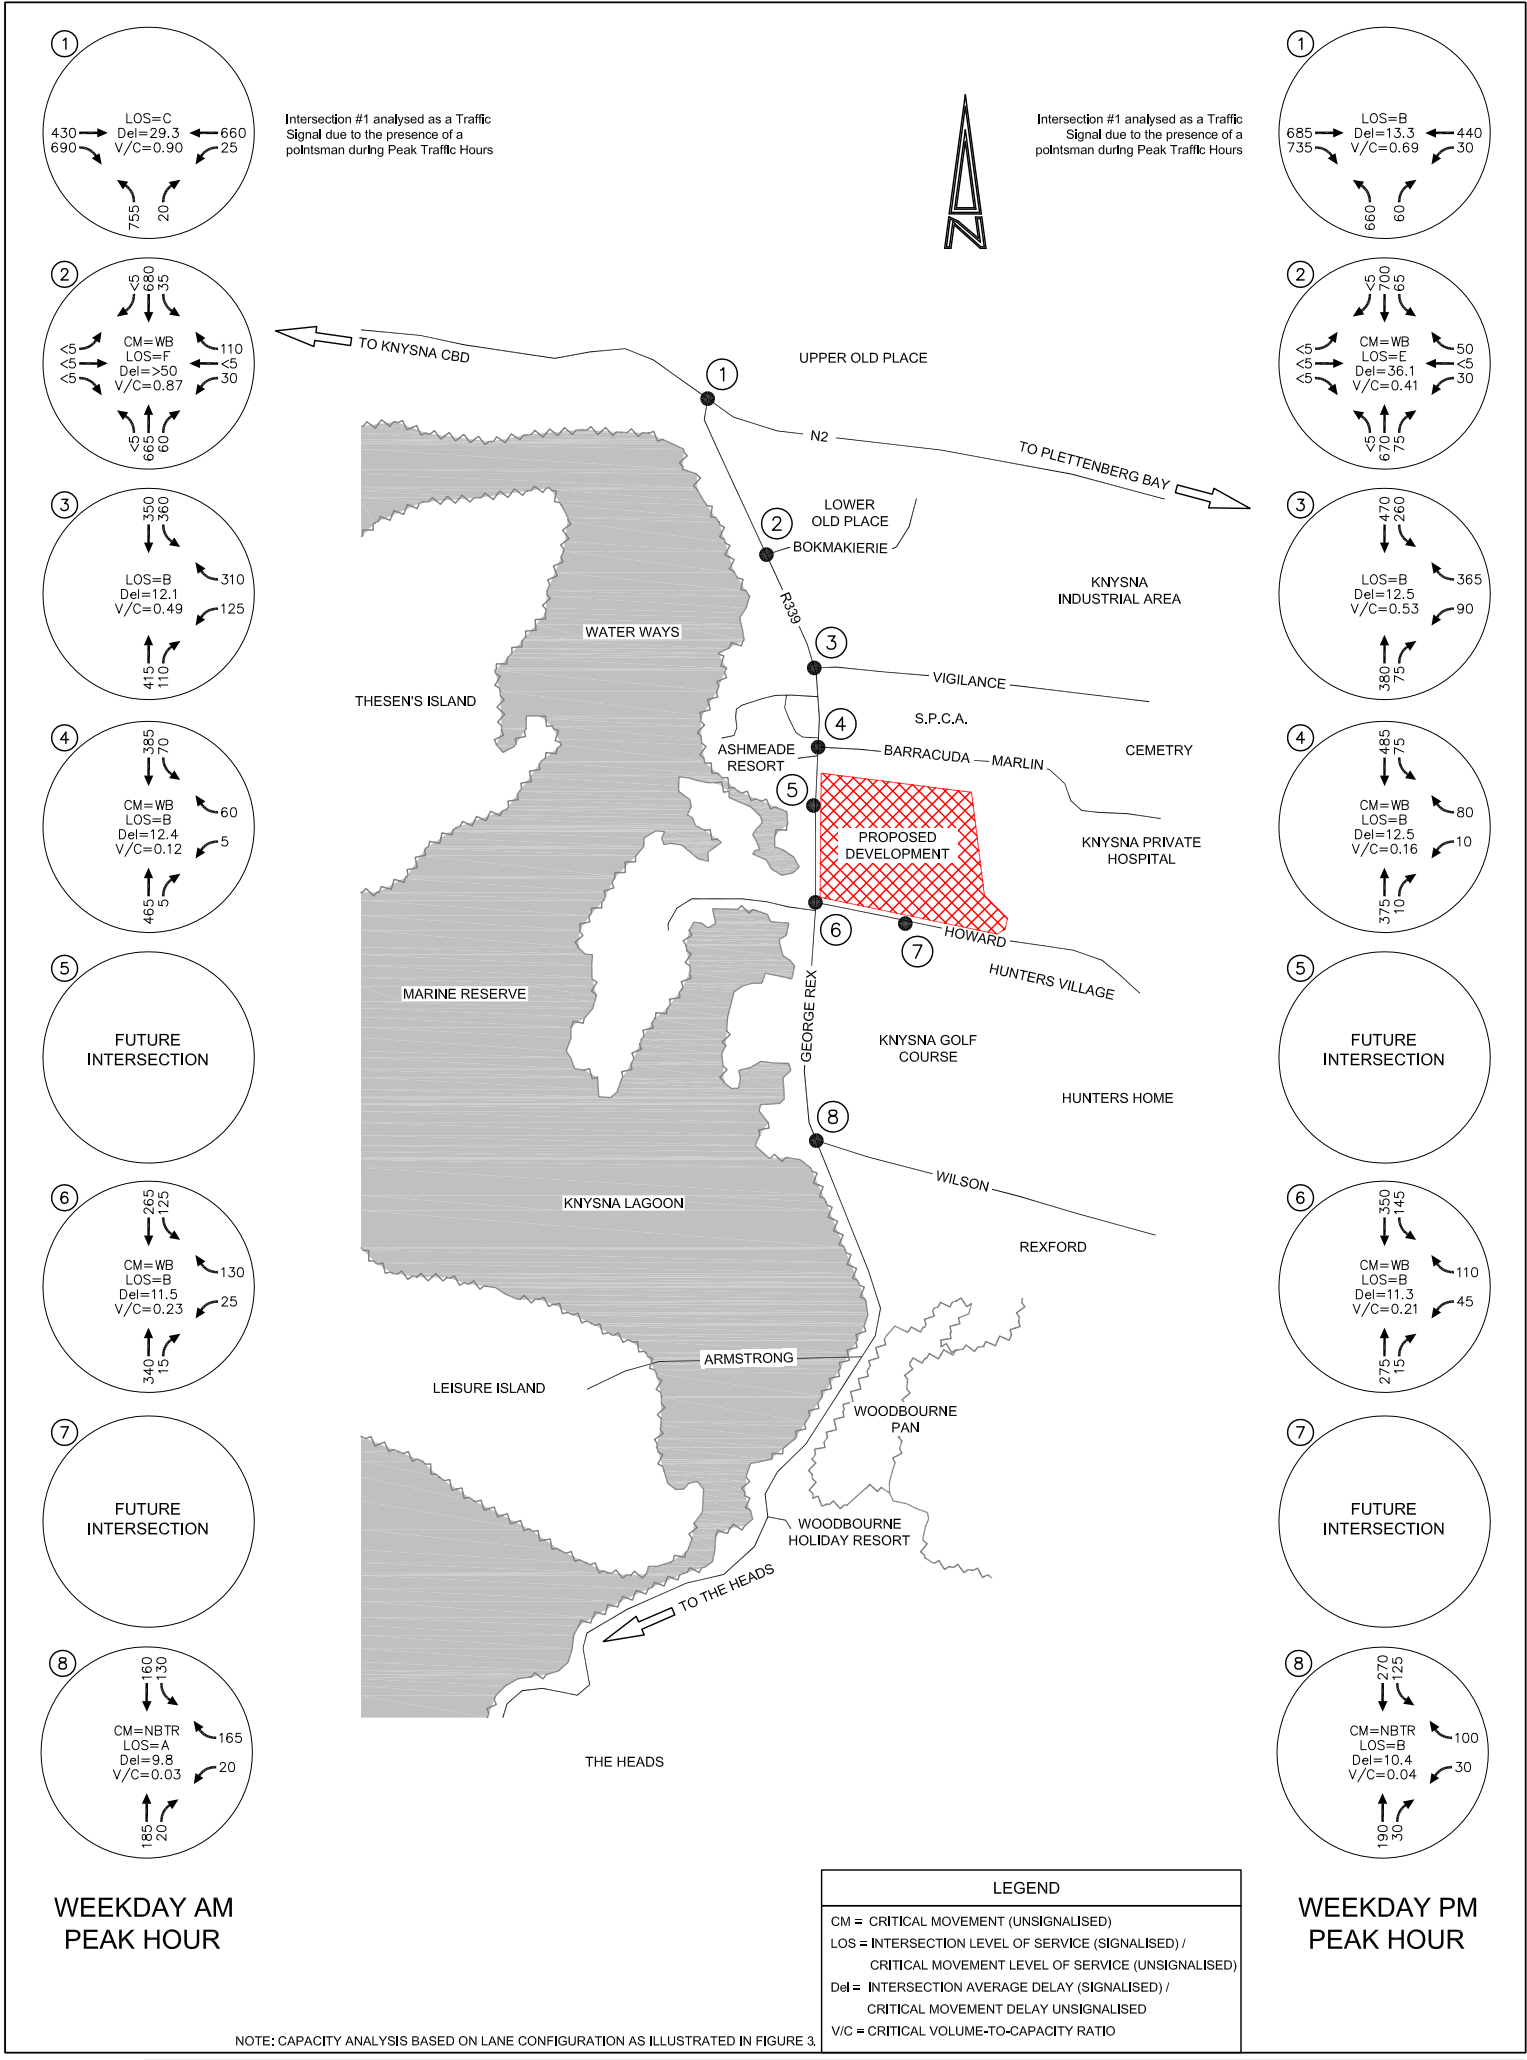 1
LOS=C
Del=29.3
V/C=0.90
430
690
660
25
755
20
Intersection #1 analysed as a Traffic
Signal due to the presence of a
pointsman during Peak Traffic Hours
2
<5
680
35
CM=WB
LOS=F
Del=>50
V/C=0.87
<5
<5
<5
110
<5
30
<5
665
60
3
350
360
LOS=B
Del=12.1
V/C=0.49
310
125
415
110
4
385
70
CM=WB
LOS=B
Del=12.4
V/C=0.12
60
5
465
5
5
FUTURE
INTERSECTION
6
265
125
CM=WB
LOS=B
Del=11.5
V/C=0.23
130
25
340
15
7
FUTURE
INTERSECTION
8
160
130
CM=NBTR
LOS=A
Del=9.8
V/C=0.03
165
20
185
20
WEEKDAY AM
PEAK HOUR
N
TO KNYSNA CBD
UPPER OLD PLACE
1
N2
TO PLETTENBERG BAY
LOWER
OLD PLACE
2
BOKMAKIERIE
KNYSNA
INDUSTRIAL AREA
R339
WATER WAYS
3
VIGILANCE
THESEN'S ISLAND
S.P.C.A.
4
ASHMEADE
RESORT
BARRACUDA
MARLIN
CEMETRY
5
PROPOSED
DEVELOPMENT
KNYSNA PRIVATE
HOSPITAL
6
7
HOWARD
HUNTERS VILLAGE
MARINE RESERVE
GEORGE REX
KNYSNA GOLF
COURSE
HUNTERS HOME
8
WILSON
KNYSNA LAGOON
REXFORD
ARMSTRONG
LEISURE ISLAND
WOODBOURNE
PAN
WOODBOURNE
HOLIDAY RESORT
TO THE HEADS
THE HEADS
Intersection #1 analysed as a Traffic
Signal due to the presence of a
pointsman during Peak Traffic Hours
1
LOS=B
Del=13.3
V/C=0.69
685
735
440
30
660
60
2
<5
700
65
CM=WB
LOS=E
Del=36.1
V/C=0.41
<5
<5
<5
50
<5
30
<5
670
75
3
470
260
LOS=B
Del=12.5
V/C=0.53
365
90
380
75
4
485
75
CM=WB
LOS=B
Del=12.5
V/C=0.16
80
10
375
10
5
FUTURE
INTERSECTION
6
350
145
CM=WB
LOS=B
Del=11.3
V/C=0.21
110
45
275
15
7
FUTURE
INTERSECTION
8
270
125
CM=NBTR
LOS=B
Del=10.4
V/C=0.04
100
30
190
30
WEEKDAY PM
PEAK HOUR
LEGEND
CM = CRITICAL MOVEMENT (UNSIGNALISED)
LOS = INTERSECTION LEVEL OF SERVICE (SIGNALISED) /
CRITICAL MOVEMENT LEVEL OF SERVICE (UNSIGNALISED)
Del = INTERSECTION AVERAGE DELAY (SIGNALISED) /
CRITICAL MOVEMENT DELAY UNSIGNALISED
V/C = CRITICAL VOLUME-TO-CAPACITY RATIO
NOTE: CAPACITY ANALYSIS BASED ON LANE CONFIGURATION AS ILLUSTRATED IN FIGURE 3.